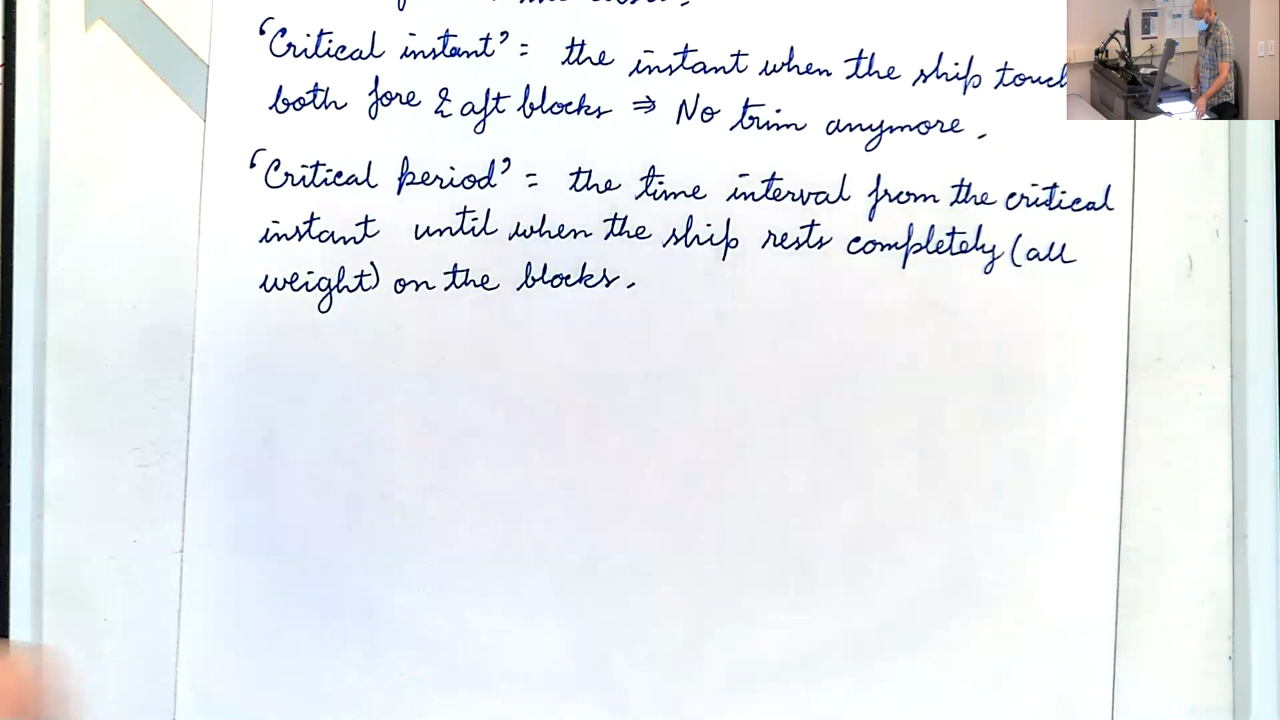 'Critical instant' = the instant when the ship touch
both fore & aft blocks ⇒ No trim anymore.
'Critical period' = the time interval from the critical
instant until when the ship rests completely (all
weight) on the blocks.